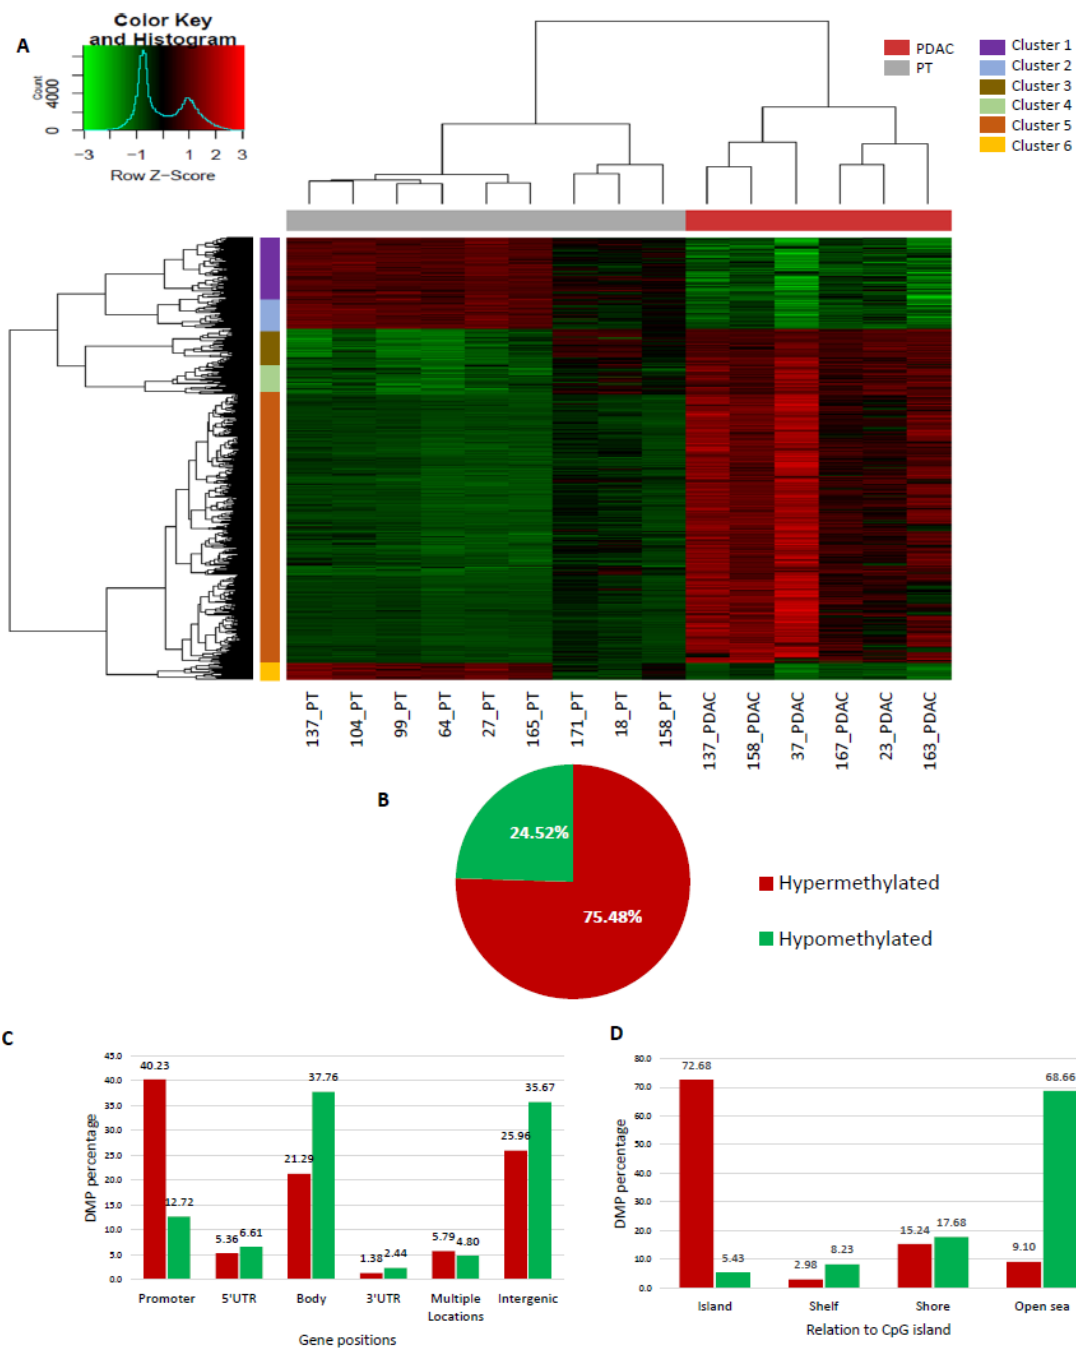 A
Color Key
and Histogram
Count
0
4000
-3
-1
1
2
3
Row Z-Score
PDAC
PT
Cluster 1
Cluster 2
Cluster 3
Cluster 4
Cluster 5
Cluster 6
137_PT
104_PT
99_PT
64_PT
27_PT
165_PT
171_PT
18_PT
158_PT
137_PDAC
158_PDAC
37_PDAC
167_PDAC
23_PDAC
163_PDAC
B
24.52%
75.48%
Hypermethylated
Hypomethylated
C
DMP percentage
45.0
40.0
35.0
30.0
25.0
20.0
15.0
10.0
5.0
0.0
40.23
12.72
5.36
6.61
21.29
37.76
1.38
2.44
5.79
4.80
25.96
35.67
Promoter
5'UTR
Body
3'UTR
Multiple
Locations
Intergenic
Gene positions
D
DMP percentage
80.0
70.0
60.0
50.0
40.0
30.0
20.0
10.0
0.0
72.68
5.43
2.98
8.23
15.24
17.68
9.10
68.66
Island
Shelf
Shore
Open sea
Relation to CpG island